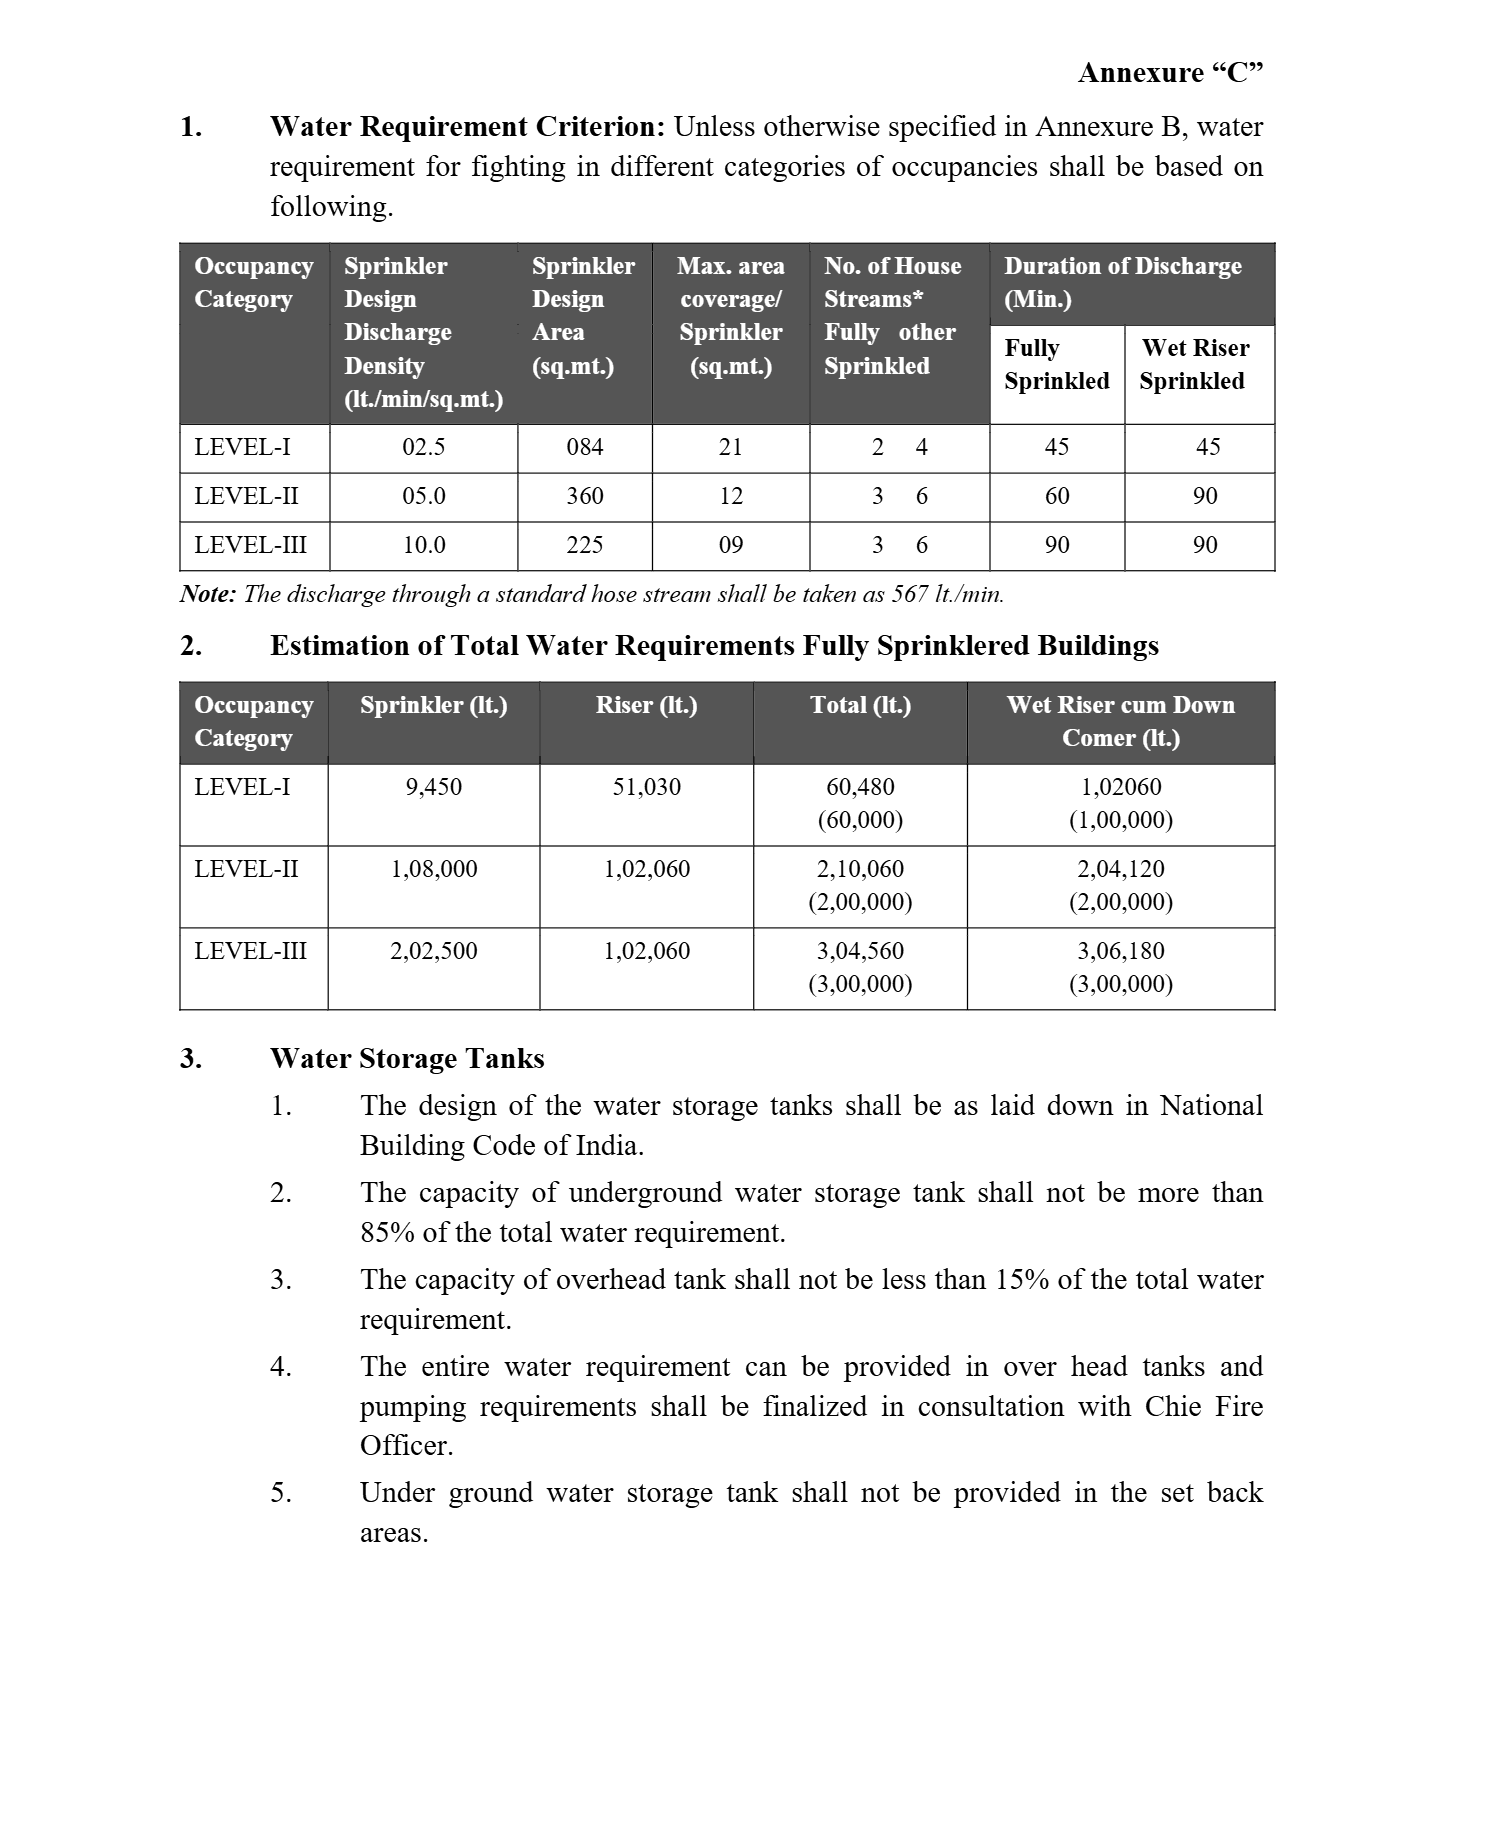 Annexure “C”
1. Water Requirement Criterion: Unless otherwise specified in Annexure B, water
requirement for fighting in different categories of occupancies shall be based on
following.
Occupancy Category Sprinkler Design Discharge Density (lt./min/sq.mt.) Sprinkler Design Area (sq.mt.) Max. area coverage/ Sprinkler (sq.mt.) No. of House Streams* Fully other Sprinkled Duration of Discharge (Min.)
Fully Sprinkled Wet Riser Sprinkled
LEVEL-I 02.5 084 21 2 4 45 45
LEVEL-II 05.0 360 12 3 6 60 90
LEVEL-III 10.0 225 09 3 6 90 90
Note: The discharge through a standard hose stream shall be taken as 567 lt./min.
2. Estimation of Total Water Requirements Fully Sprinklered Buildings
Occupancy Category Sprinkler (lt.) Riser (lt.) Total (lt.) Wet Riser cum Down Comer (lt.)
LEVEL-I 9,450 51,030 60,480 1,02060
(60,000) (1,00,000)
LEVEL-II 1,08,000 1,02,060 2,10,060 2,04,120
(2,00,000) (2,00,000)
LEVEL-III 2,02,500 1,02,060 3,04,560 3,06,180
(3,00,000) (3,00,000)
3. Water Storage Tanks
1. The design of the water storage tanks shall be as laid down in National
Building Code of India.
2. The capacity of underground water storage tank shall not be more than
85% of the total water requirement.
3. The capacity of overhead tank shall not be less than 15% of the total water
requirement.
4. The entire water requirement can be provided in over head tanks and
pumping requirements shall be finalized in consultation with Chie Fire
Officer.
5. Under ground water storage tank shall not be provided in the set back
areas.